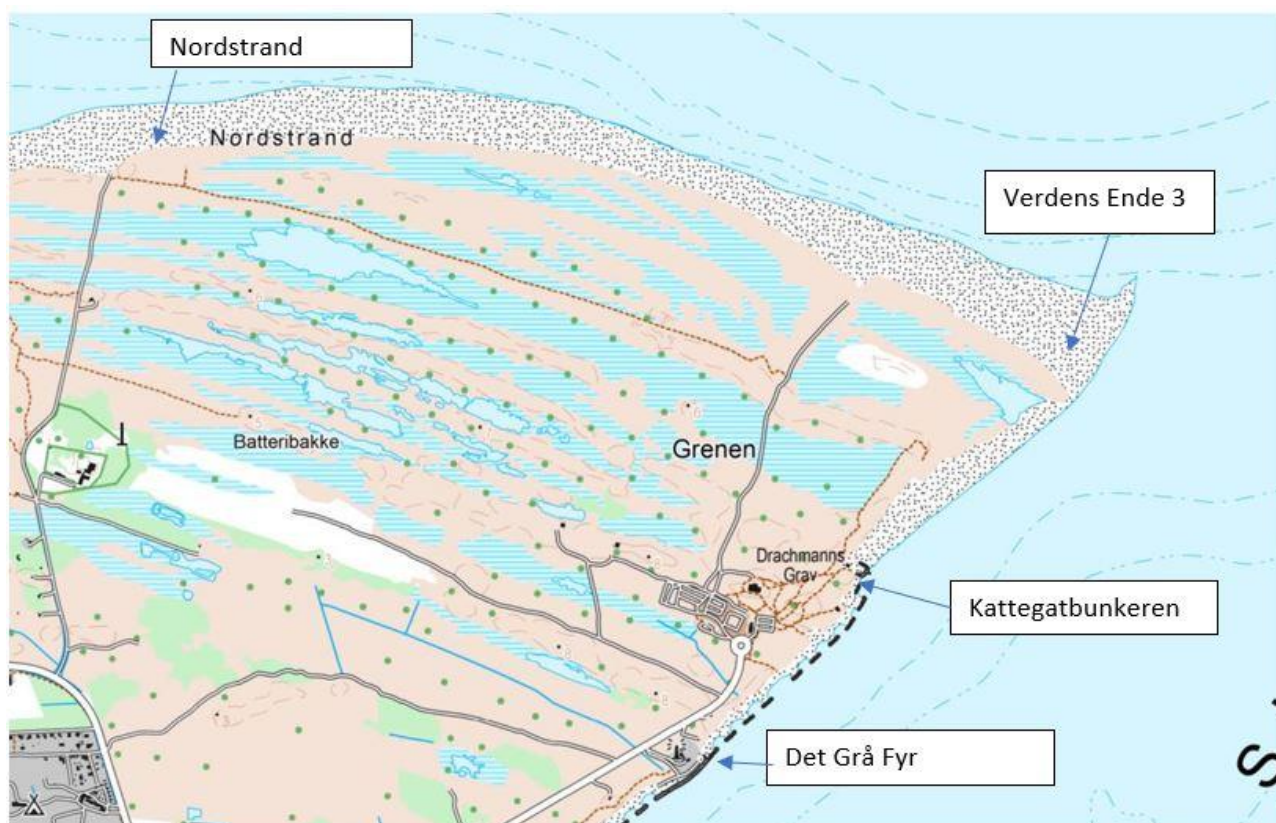 Nordstrand
Nordstrand
Verdens Ende 3
Batteribakke
Grenen
Drachmanns
Grav
Kattegatbunkeren
Det Grå Fyr
S